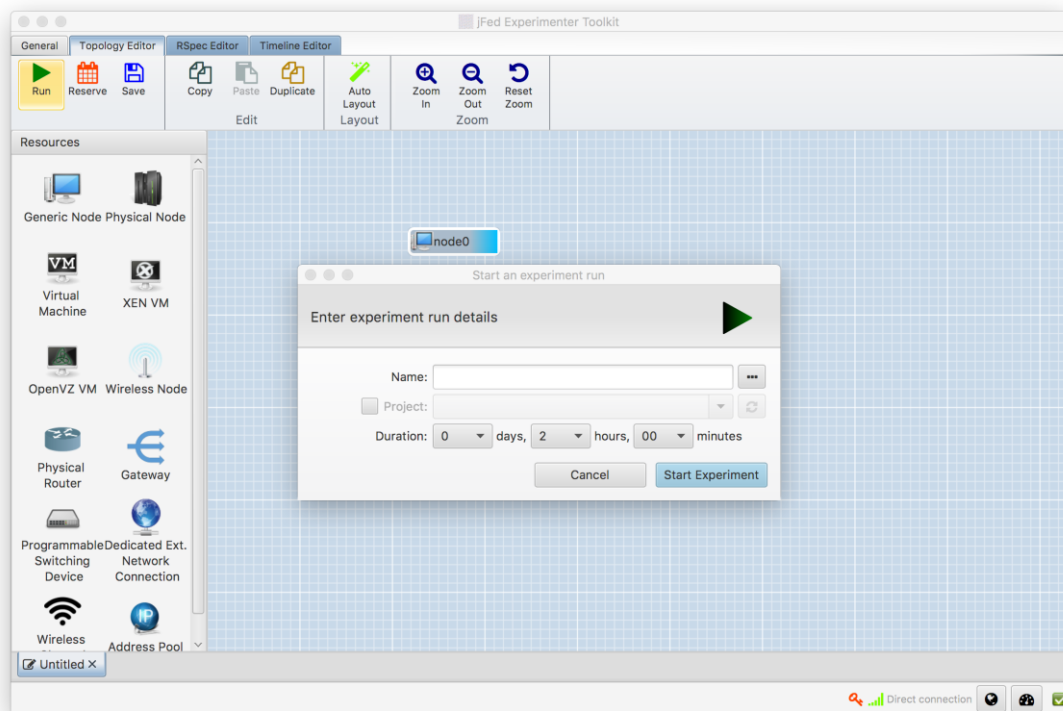 jFed Experimenter Toolkit
General Topology Editor RSpec Editor Timeline Editor
Run Reserve Save Copy Paste Duplicate Auto Layout Zoom In Zoom Out Reset Zoom
Edit Layout Zoom
Resources
Generic Node Physical Node
Virtual Machine XEN VM
OpenVZ VM Wireless Node
Physical Router Gateway
Programmable Switching Device Dedicated Ext. Network Connection
Wireless
Address Pool
VM
IP
node0
Start an experiment run
Enter experiment run details
Name:
Project:
Duration: 0 days, 2 hours, 00 minutes
Cancel Start Experiment
Untitled
Direct connection